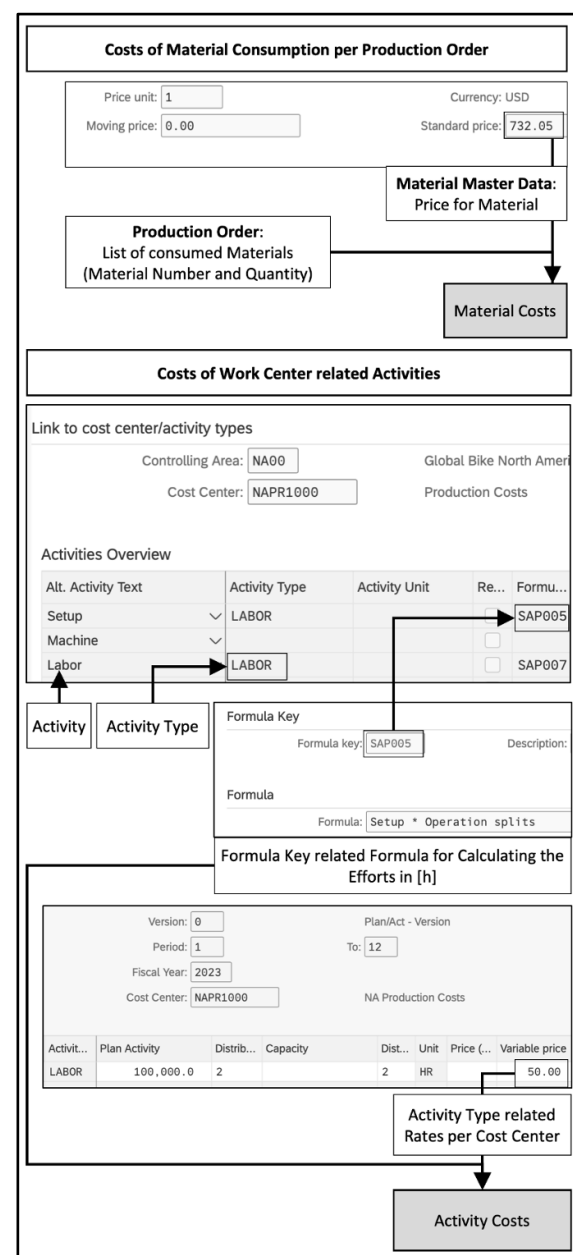 Costs of Material Consumption per Production Order
Price unit: 1
Currency: USD
Moving price: 0.00
Standard price: 732.05
Material Master Data:
Price for Material
Production Order:
List of consumed Materials
(Material Number and Quantity)
Material Costs
Costs of Work Center related Activities
Link to cost center/activity types
Controlling Area: NA00
Global Bike North Ameri
Cost Center: NAPR1000
Production Costs
Activities Overview
Alt. Activity Text Activity Type Activity Unit Re... Formu...
Setup LABOR SAP005
Machine
Labor LABOR SAP007
Activity
Activity Type
Formula Key
Formula key: SAP005
Description:
Formula
Formula: Setup * Operation splits
Formula Key related Formula for Calculating the
Efforts in [h]
Version: 0
Plan/Act - Version
Period: 1
To: 12
Fiscal Year: 2023
Cost Center: NAPR1000
NA Production Costs
Activit... Plan Activity Distrib... Capacity Dist... Unit Price (... Variable price
LABOR 100,000.0 2 2 HR 50.00
Activity Type related
Rates per Cost Center
Activity Costs